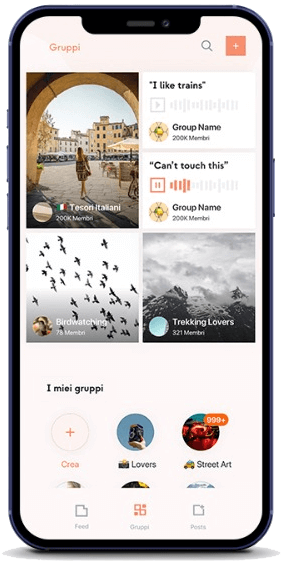 Gruppi
"I like trains"
Group Name
200K Membri
"Can't touch this"
🇮🇹Tesori Italiani
200K Membri
Group Name
200K Membri
Birdwatching
78 Membri
Trekking Lovers
321 Membri
I miei gruppi
999+
Crea
📸 Lovers
🚕 Street Art
Feed
Gruppi
Posts